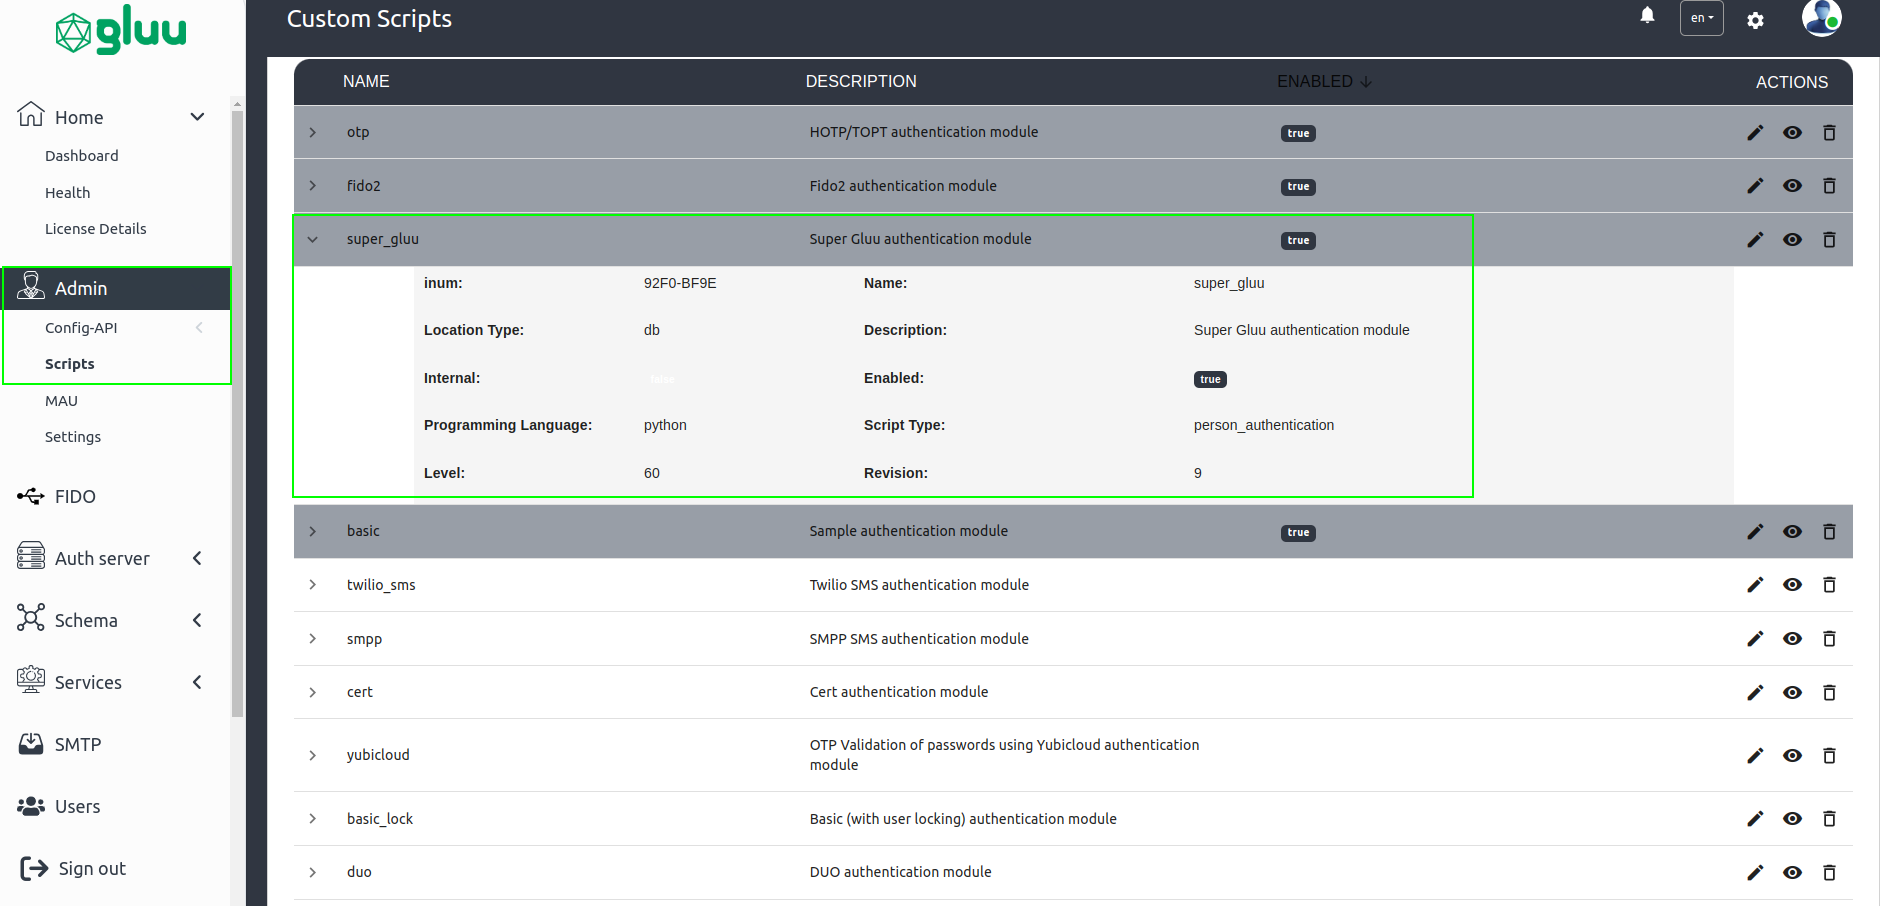 gluu
Custom Scripts
en
Home
Dashboard
Health
License Details
Admin
Config-API
Scripts
MAU
Settings
FIDO
Auth server
Schema
Services
SMTP
Users
Sign out
NAME DESCRIPTION ENABLED ACTIONS
otp HOTP/TOPT authentication module true
fido2 Fido2 authentication module true
super_gluu Super Gluu authentication module true
inum: 92F0-BF9E Name: super_gluu
Location Type: db Description: Super Gluu authentication module
Internal: false Enabled: true
Programming Language: python Script Type: person_authentication
Level: 60 Revision: 9
basic Sample authentication module true
twilio_sms Twilio SMS authentication module
smpp SMPP SMS authentication module
cert Cert authentication module
yubicloud OTP Validation of passwords using Yubicloud authentication
module
basic_lock Basic (with user locking) authentication module
duo DUO authentication module